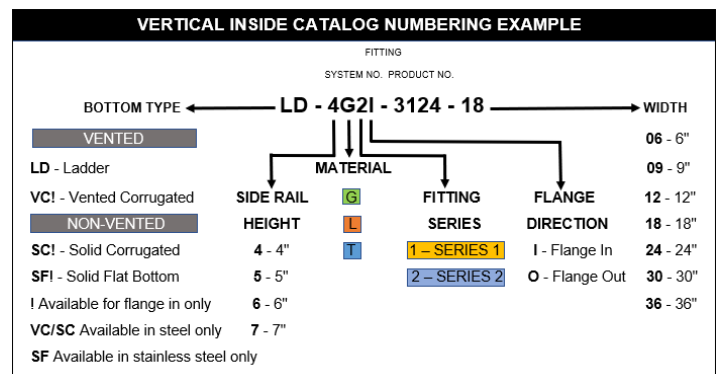 VERTICAL INSIDE CATALOG NUMBERING EXAMPLE
FITTING
SYSTEM NO. PRODUCT NO.
BOTTOM TYPE LD - 4G2I - 3124 - 18 WIDTH
VENTED 06 - 6"
LD - Ladder MATERIAL 09 - 9"
VC! - Vented Corrugated SIDE RAIL G FITTING FLANGE 12 - 12"
NON-VENTED HEIGHT L SERIES DIRECTION 18 - 18"
SC! - Solid Corrugated 4 - 4" T 1 – SERIES 1 I - Flange In 24 - 24"
SF! - Solid Flat Bottom 5 - 5" 2 – SERIES 2 O - Flange Out 30 - 30"
! Available for flange in only 6 - 6" 36 - 36"
VC/SC Available in steel only 7 - 7"
SF Available in stainless steel only